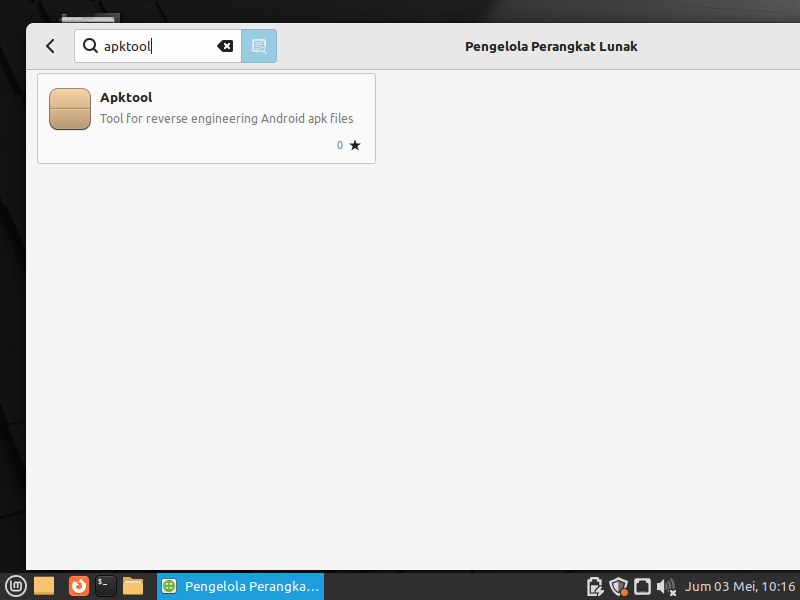 apktool
Pengelola Perangkat Lunak
Apktool
Tool for reverse engineering Android apk files
0 ★
Pengelola Perangka...
Jum 03 Mei, 10:16